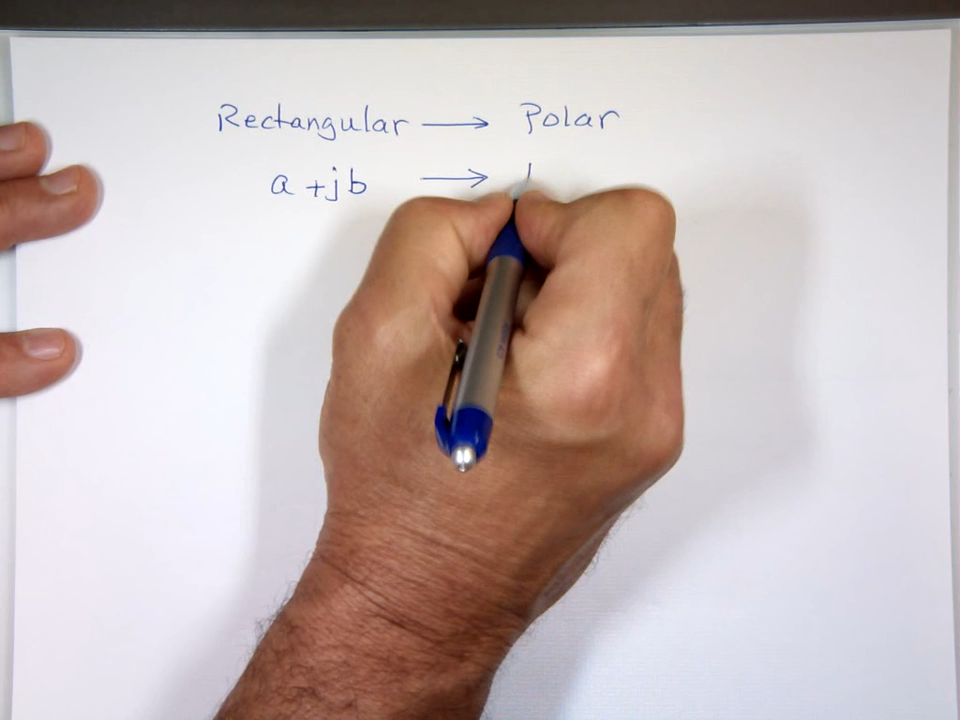 Rectangular → Polar
a + jb →